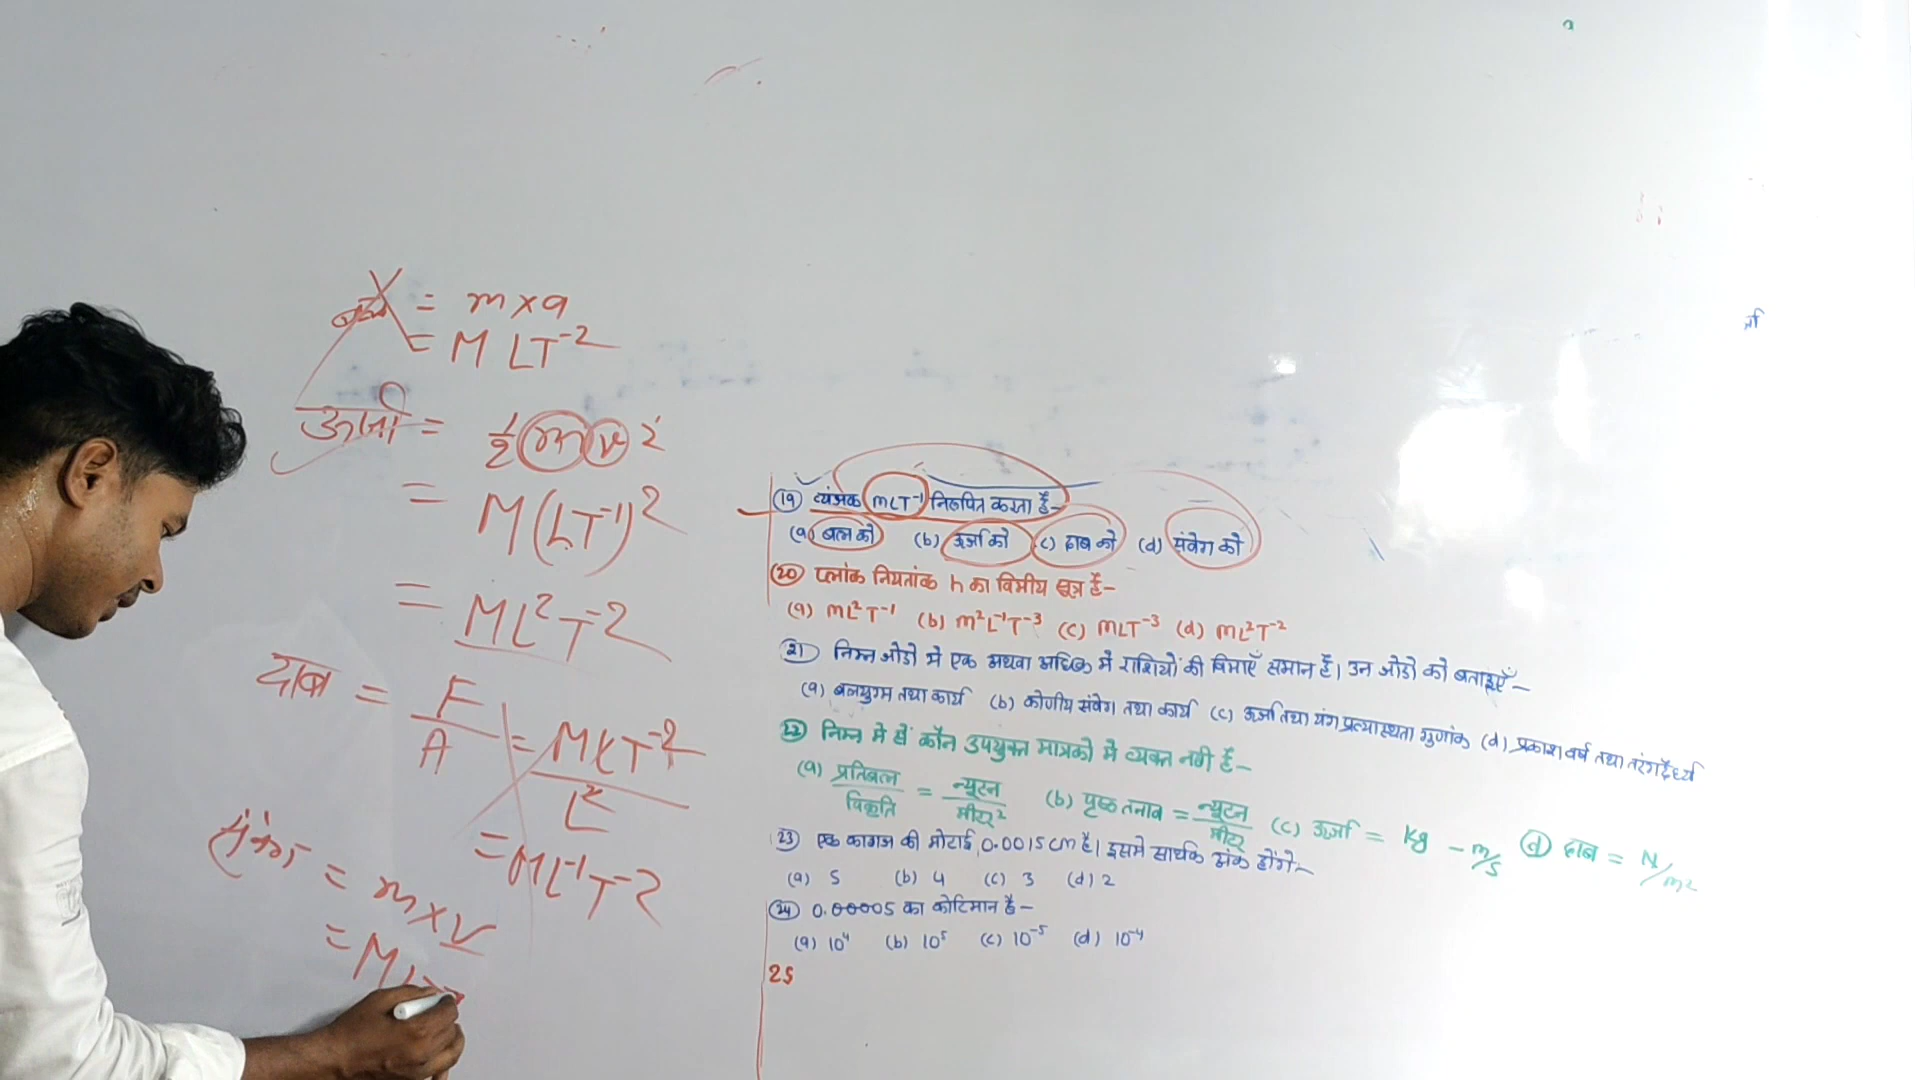 = m × a
= M LT⁻²
ऊर्जा = ½ m v²
= M (LT⁻¹)²
= ML²T⁻²
दाब = F/A = MLT⁻²/L²
= ML⁻¹T⁻²
संवेग = m × v
= ML
(19) व्यंजक MLT⁻¹ निरूपित करता है-
(a) बल को (b) ऊर्जा को (c) दाब को (d) संवेग को
(20) प्लांक नियतांक h का विमीय सूत्र है-
(a) ML²T⁻¹ (b) M²L⁻¹T⁻³ (c) MLT⁻³ (d) ML²T⁻²
(21) निम्न जोडो मे एक अथवा अधिक में राशियों की विमाएँ समान हैं। उन जोडो को बताइएँ-
(a) बलयुग्म तथा कार्य (b) कोणीय संवेग तथा कार्य (c) ऊर्जा तथा यंग प्रत्यास्थता गुणांक (d) प्रकाश वर्ष तथा तरंगदैर्ध्य
(22) निम्न मे से कौन उपयुक्त मात्रको मे व्यक्त नही है-
(a) प्रतिबल/विकृति = न्यूटन/मीटर² (b) पृष्ठ तनाव = न्यूटन/मीटर (c) ऊर्जा = Kg - m/s (d) दाब = N/m²
(23) एक कागज की मोटाई 0.0015 cm है। इसमे सार्थक अंक होंगे-
(a) 5 (b) 4 (c) 3 (d) 2
(24) 0.00005 का कोटिमान है-
(a) 10⁴ (b) 10⁵ (c) 10⁻⁵ (d) 10⁻⁴
25